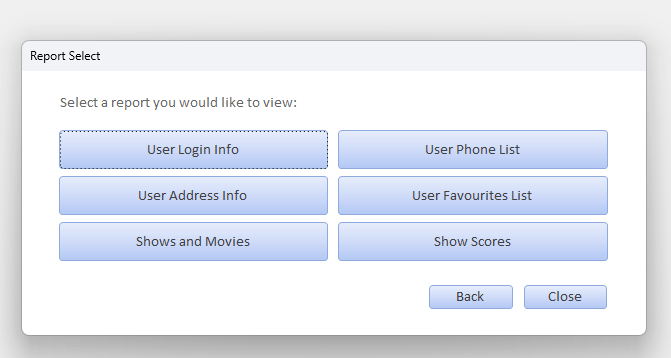 Report Select
Select a report you would like to view:
User Login Info
User Phone List
User Address Info
User Favourites List
Shows and Movies
Show Scores
Back
Close